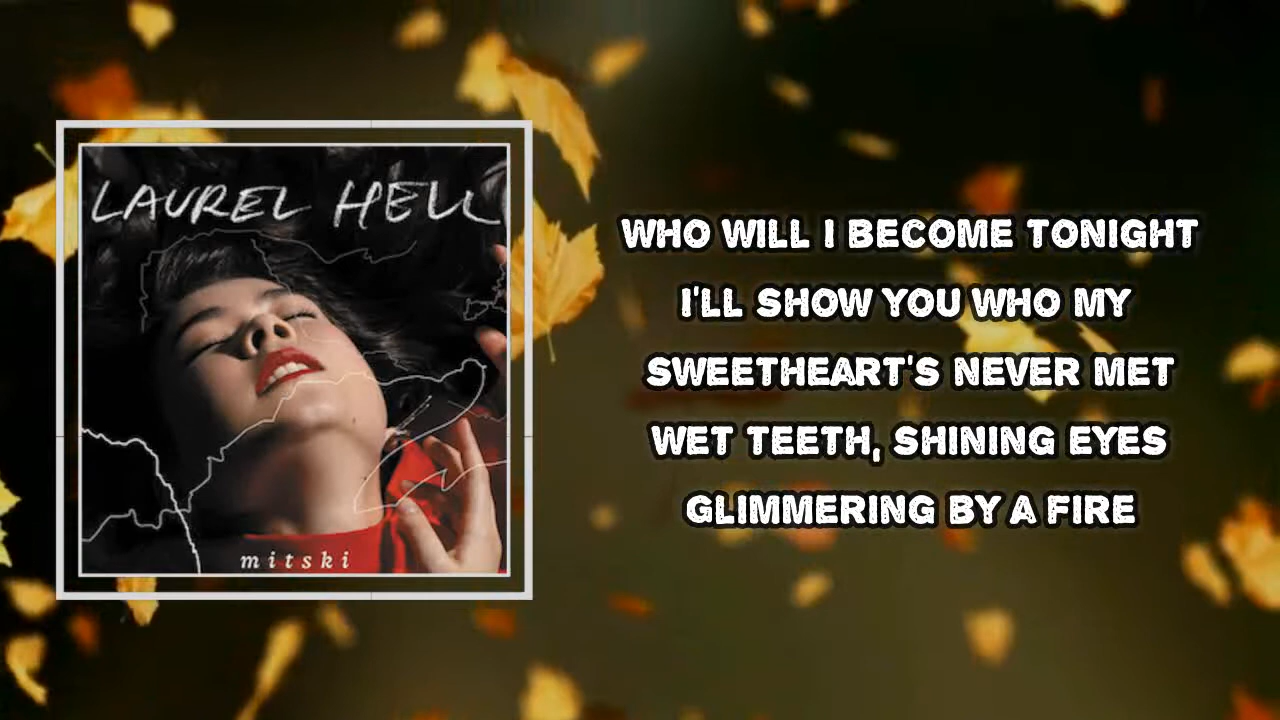 LAUREL HELL
mitski
WHO WILL I BECOME TONIGHT
I'LL SHOW YOU WHO MY
SWEETHEART'S NEVER MET
WET TEETH, SHINING EYES
GLIMMERING BY A FIRE